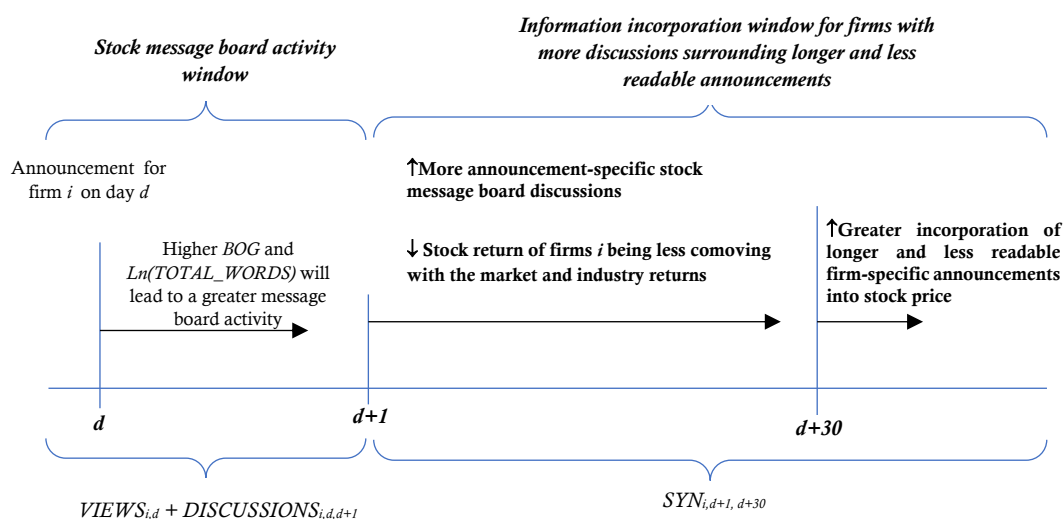 Stock message board activity
window
Information incorporation window for firms with
more discussions surrounding longer and less
readable announcements
Announcement for
firm i on day d
Higher BOG and
Ln(TOTAL_WORDS) will
lead to a greater message
board activity
↑More announcement-specific stock
message board discussions
↓ Stock return of firms i being less comoving
with the market and industry returns
↑Greater incorporation of
longer and less readable
firm-specific announcements
into stock price
d
d+1
d+30
VIEWSi,d + DISCUSSIONSi,d,d+1
SYNi,d+1, d+30